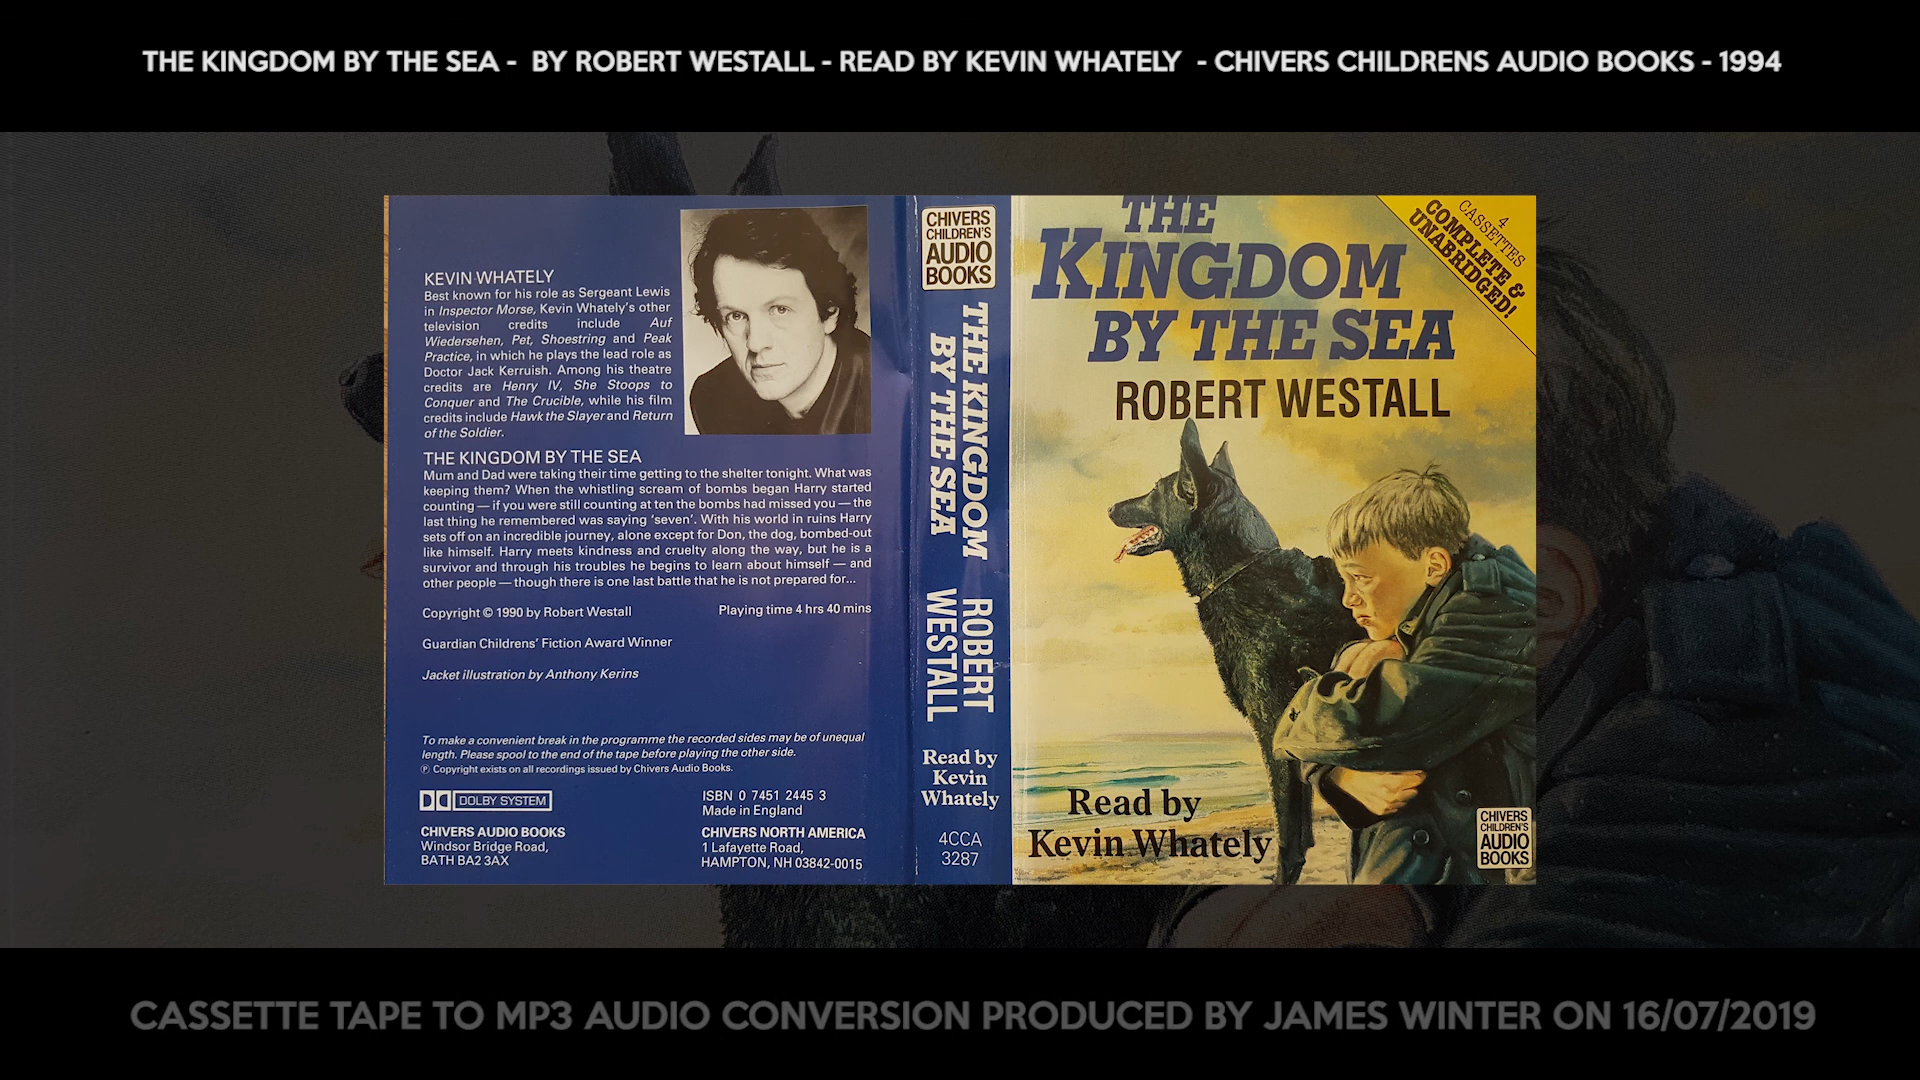 THE KINGDOM BY THE SEA - BY ROBERT WESTALL - READ BY KEVIN WHATELY - CHIVERS CHILDRENS AUDIO BOOKS - 1994
KEVIN WHATELY
Best known for his role as Sergeant Lewis
in Inspector Morse, Kevin Whately's other
television credits include Auf
Wiedersehen, Pet, Shoestring and Peak
Practice, in which he plays the lead role as
Doctor Jack Kerruish. Among his theatre
credits are Henry IV, She Stoops to
Conquer and The Crucible, while his film
credits include Hawk the Slayer and Return
of the Soldier.
THE KINGDOM BY THE SEA
Mum and Dad were taking their time getting to the shelter tonight. What was
keeping them? When the whistling scream of bombs began Harry started
counting — if you were still counting at ten the bombs had missed you — the
last thing he remembered was saying 'seven'. With his world in ruins Harry
sets off on an incredible journey, alone except for Don, the dog, bombed-out
like himself. Harry meets kindness and cruelty along the way, but he is a
survivor and through his troubles he begins to learn about himself — and
other people — though there is one last battle that he is not prepared for...
Copyright © 1990 by Robert Westall
Playing time 4 hrs 40 mins
Guardian Childrens' Fiction Award Winner
Jacket illustration by Anthony Kerins
To make a convenient break in the programme the recorded sides may be of unequal
length. Please spool to the end of the tape before playing the other side.
℗ Copyright exists on all recordings issued by Chivers Audio Books.
DOLBY SYSTEM
ISBN 0 7451 2445 3
Made in England
CHIVERS AUDIO BOOKS
Windsor Bridge Road,
BATH BA2 3AX
CHIVERS NORTH AMERICA
1 Lafayette Road,
HAMPTON, NH 03842-0015
CHIVERS
CHILDREN'S
AUDIO
BOOKS
THE KINGDOM
BY THE SEA
ROBERT
WESTALL
Read by
Kevin
Whately
4CCA
3287
THE
KINGDOM
BY THE SEA
ROBERT WESTALL
4
CASSETTES
COMPLETE &
UNABRIDGED!
Read by
Kevin Whately
CHIVERS
CHILDREN'S
AUDIO
BOOKS
CASSETTE TAPE TO MP3 AUDIO CONVERSION PRODUCED BY JAMES WINTER ON 16/07/2019